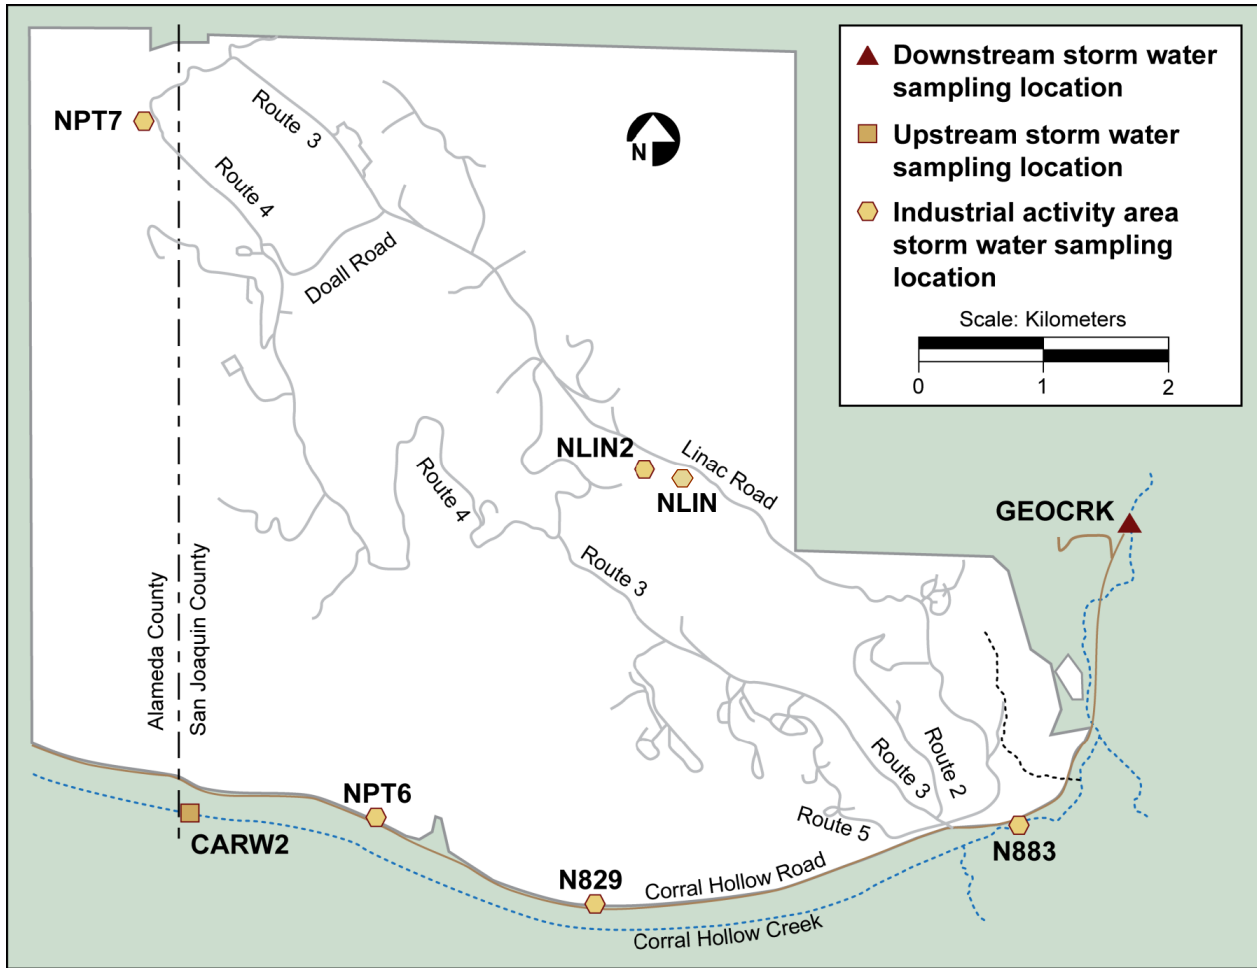 Downstream storm water
sampling location
Upstream storm water
sampling location
Industrial activity area
storm water sampling
location
Scale: Kilometers
0 1 2
NPT7
Route 3
N
Route 4
Doall Road
NLIN2
Linac Road
NLIN
Route 4
GEOCRK
Route 3
Alameda County
San Joaquin County
Route 3
Route 2
NPT6
Route 5
CARW2
N883
N829
Corral Hollow Road
Corral Hollow Creek